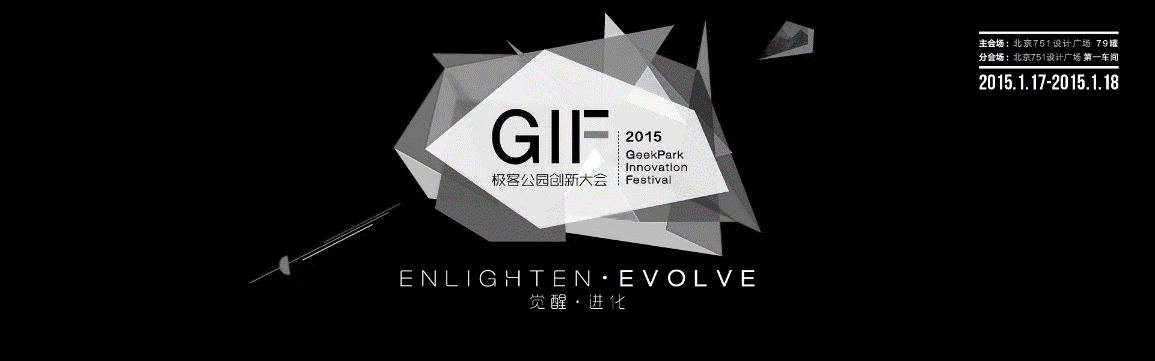 GIF
极客公园创新大会
2015
GeekPark
Innovation
Festival
ENLIGHTEN·EVOLVE
觉醒·进化
主会场：北京751设计广场 79罐
分会场：北京751设计广场 第一车间
2015.1.17-2015.1.18